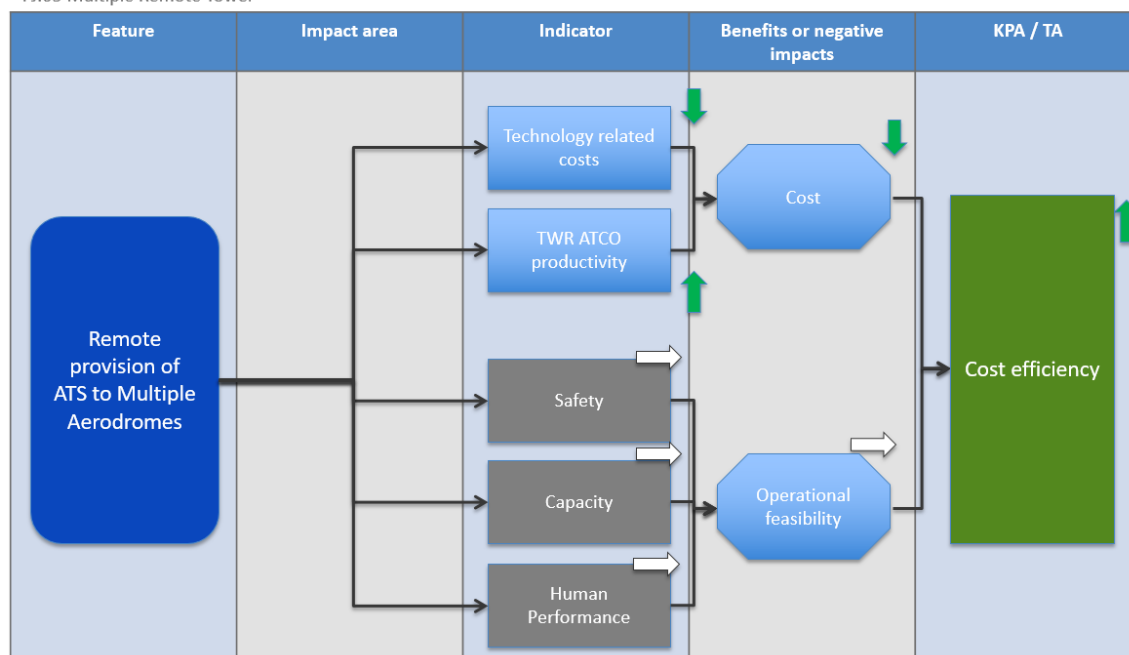 Feature
Impact area
Indicator
Benefits or negative
impacts
KPA / TA
Remote
provision of
ATS to Multiple
Aerodromes
Technology related
costs
TWR ATCO
productivity
Safety
Capacity
Human
Performance
Cost
Operational
feasibility
Cost efficiency